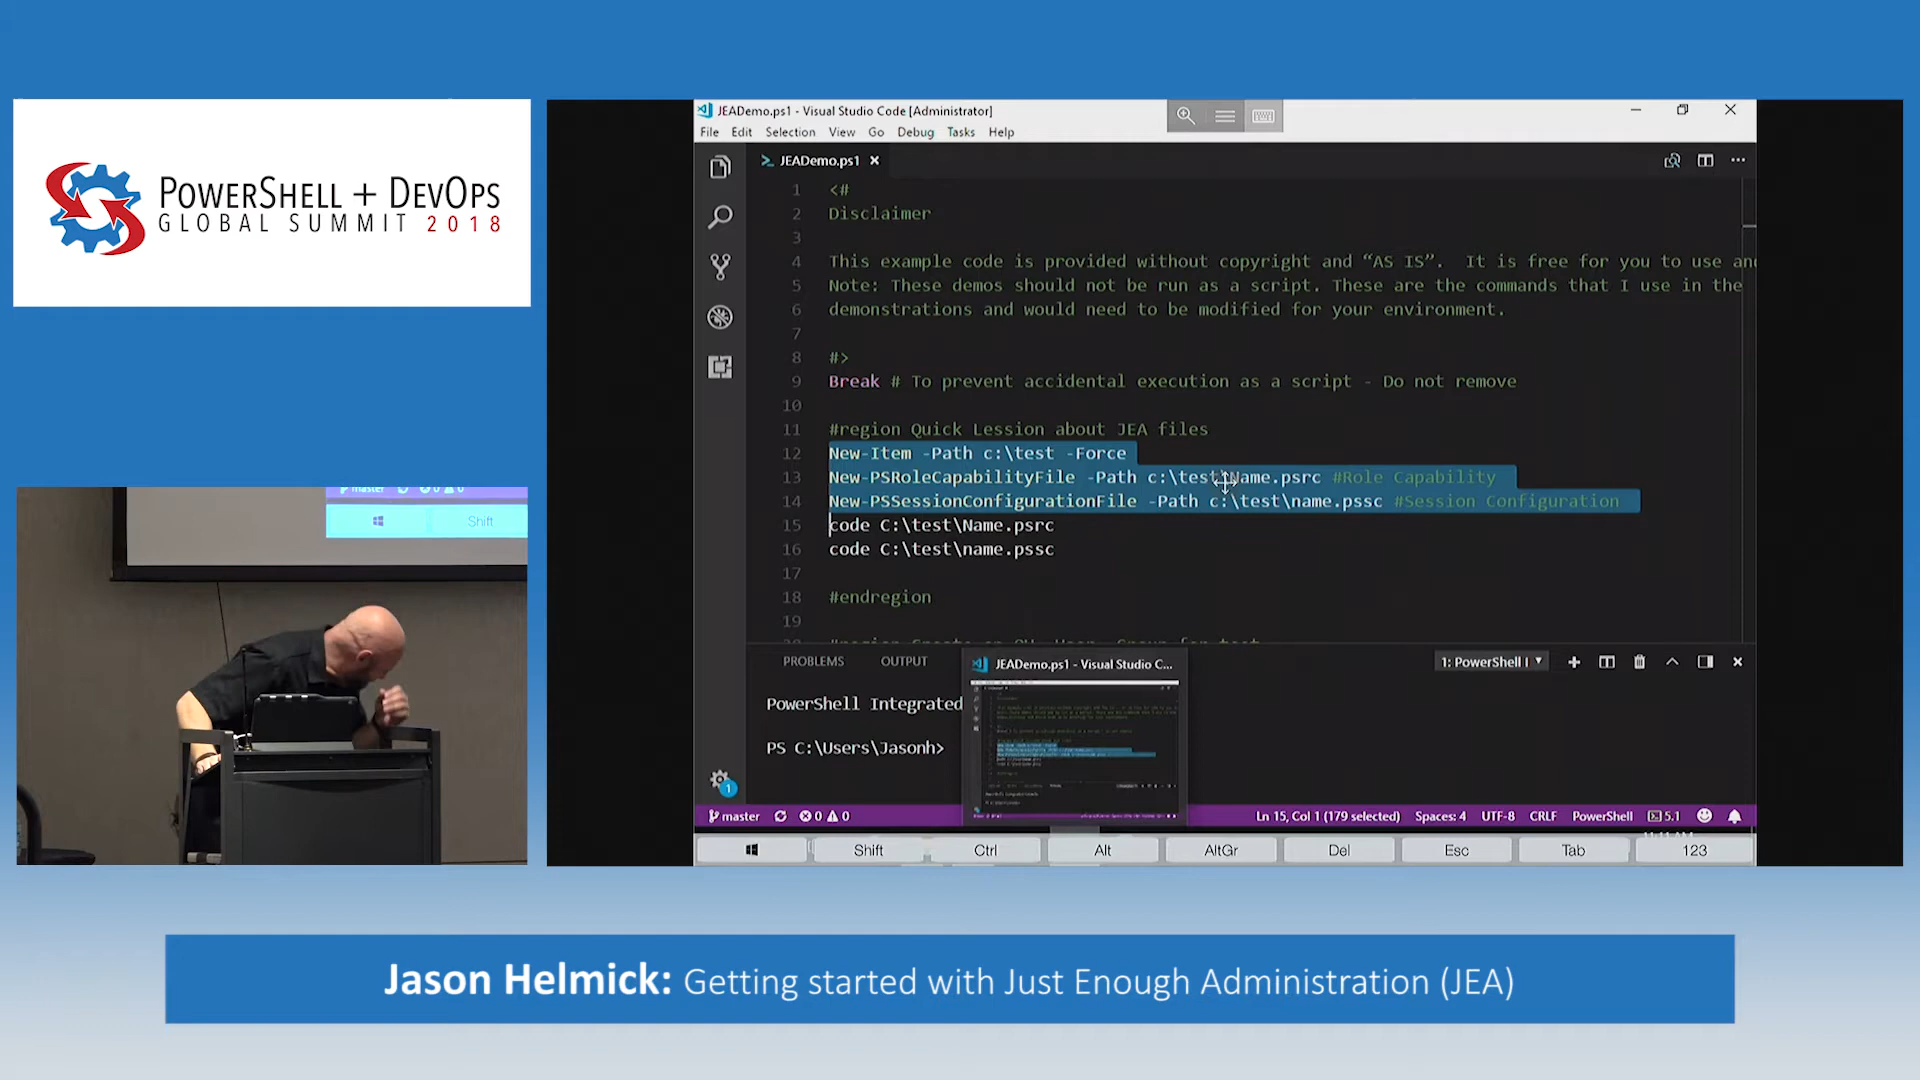 POWERSHELL + DEVOPS
GLOBAL SUMMIT 2018
JEADemo.ps1 - Visual Studio Code [Administrator]
File Edit Selection View Go Debug Tasks Help
JEADemo.ps1
1 <#
2 Disclaimer
3
4 This example code is provided without copyright and “AS IS”. It is free for you to use and
5 Note: These demos should not be run as a script. These are the commands that I use in the
6 demonstrations and would need to be modified for your environment.
7
8 #>
9 Break # To prevent accidental execution as a script - Do not remove
10
11 #region Quick Lession about JEA files
12 New-Item -Path c:\test -Force
13 New-PSRoleCapabilityFile -Path c:\test\Name.psrc #Role Capability
14 New-PSSessionConfigurationFile -Path c:\test\name.pssc #Session Configuration
15 code C:\test\Name.psrc
16 code C:\test\name.pssc
17
18 #endregion
19
PROBLEMS OUTPUT
JEADemo.ps1 - Visual Studio C...
1: PowerShell I
PowerShell Integrated
PS C:\Users\Jasonh>
1
master 0 0
Ln 15, Col 1 (179 selected) Spaces: 4 UTF-8 CRLF PowerShell 5.1
Shift Ctrl Alt AltGr Del Esc Tab 123
master 0 0
Shift
Jason Helmick: Getting started with Just Enough Administration (JEA)